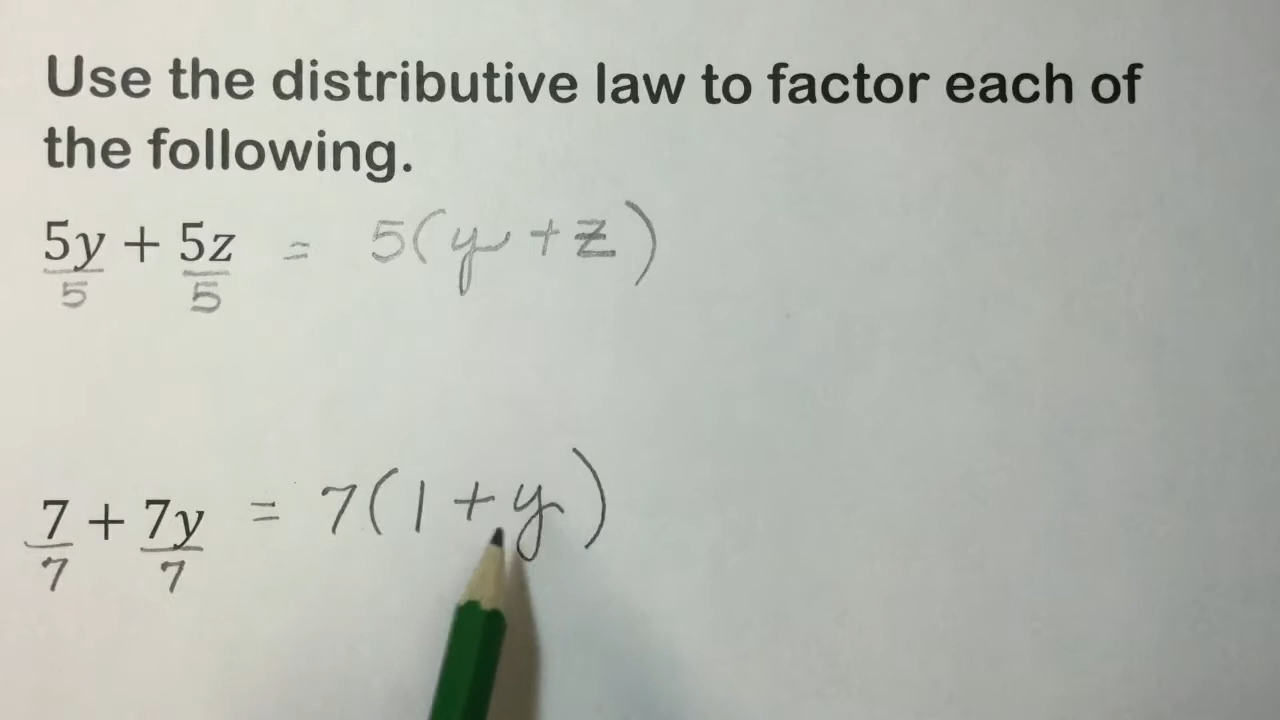 Use the distributive law to factor each of
the following.
5y + 5z = 5(y + z)
5 5
7 + 7y = 7(1 + y)
7 7